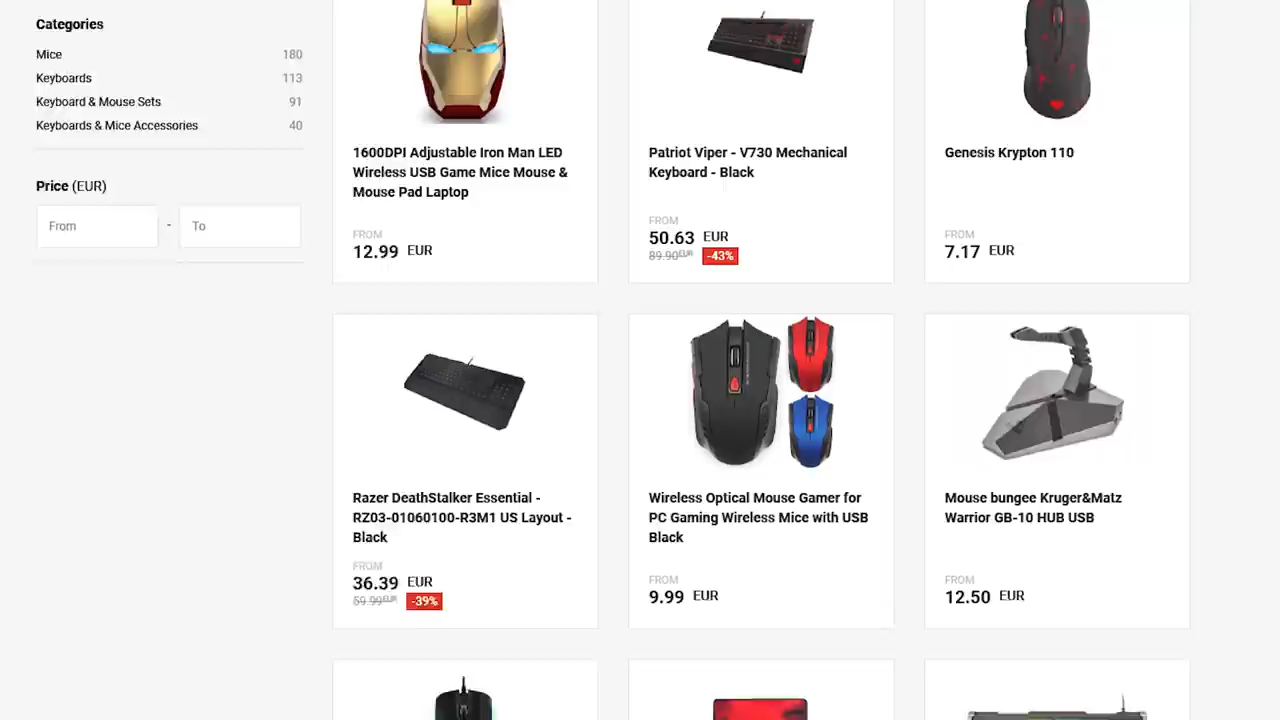 Categories
Mice 180
Keyboards 113
Keyboard & Mouse Sets 91
Keyboards & Mice Accessories 40
Price (EUR)
From - To
1600DPI Adjustable Iron Man LED
Wireless USB Game Mice Mouse &
Mouse Pad Laptop
FROM
12.99 EUR
Patriot Viper - V730 Mechanical
Keyboard - Black
FROM
50.63 EUR
89.90 EUR -43%
Genesis Krypton 110
FROM
7.17 EUR
Razer DeathStalker Essential -
RZ03-01060100-R3M1 US Layout -
Black
FROM
36.39 EUR
59.99 EUR -39%
Wireless Optical Mouse Gamer for
PC Gaming Wireless Mice with USB
Black
FROM
9.99 EUR
Mouse bungee Kruger&Matz
Warrior GB-10 HUB USB
FROM
12.50 EUR